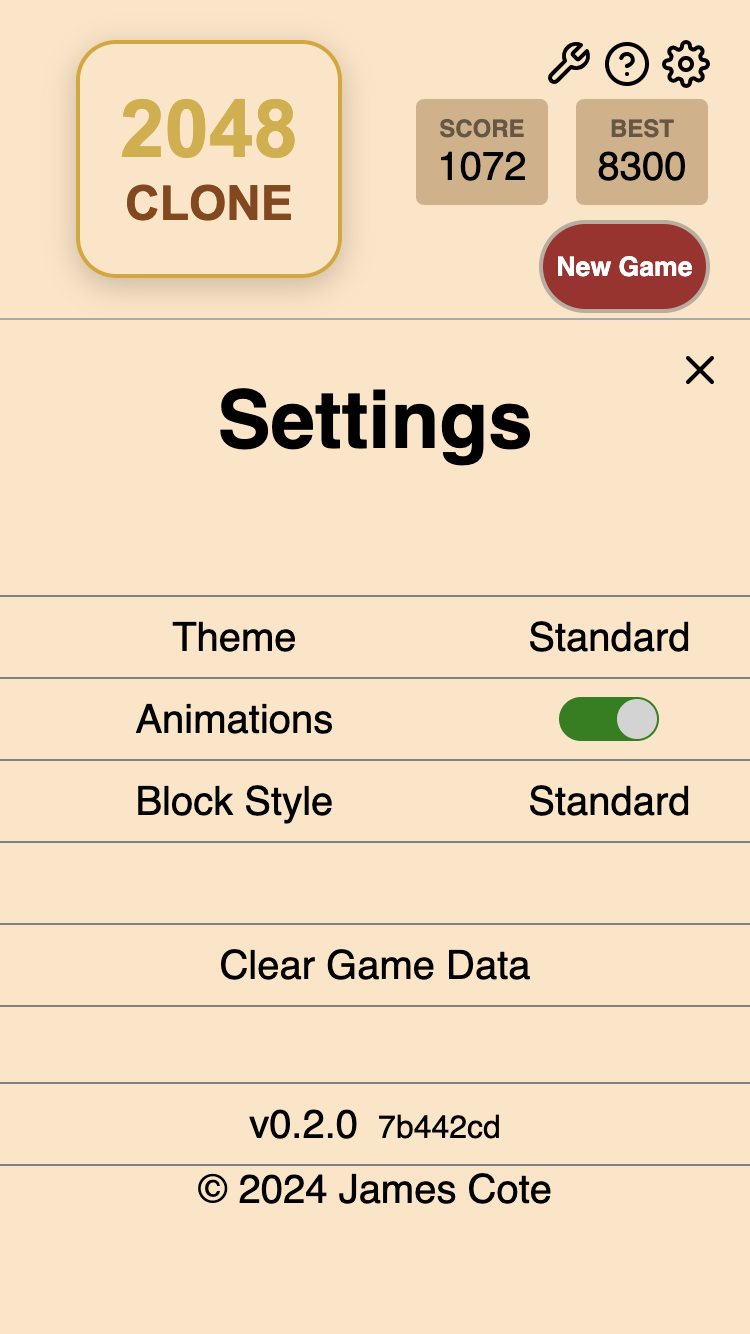 2048
CLONE
SCORE
1072
BEST
8300
New Game
Settings
Theme Standard
Animations
Block Style Standard
Clear Game Data
v0.2.0 7b442cd
© 2024 James Cote